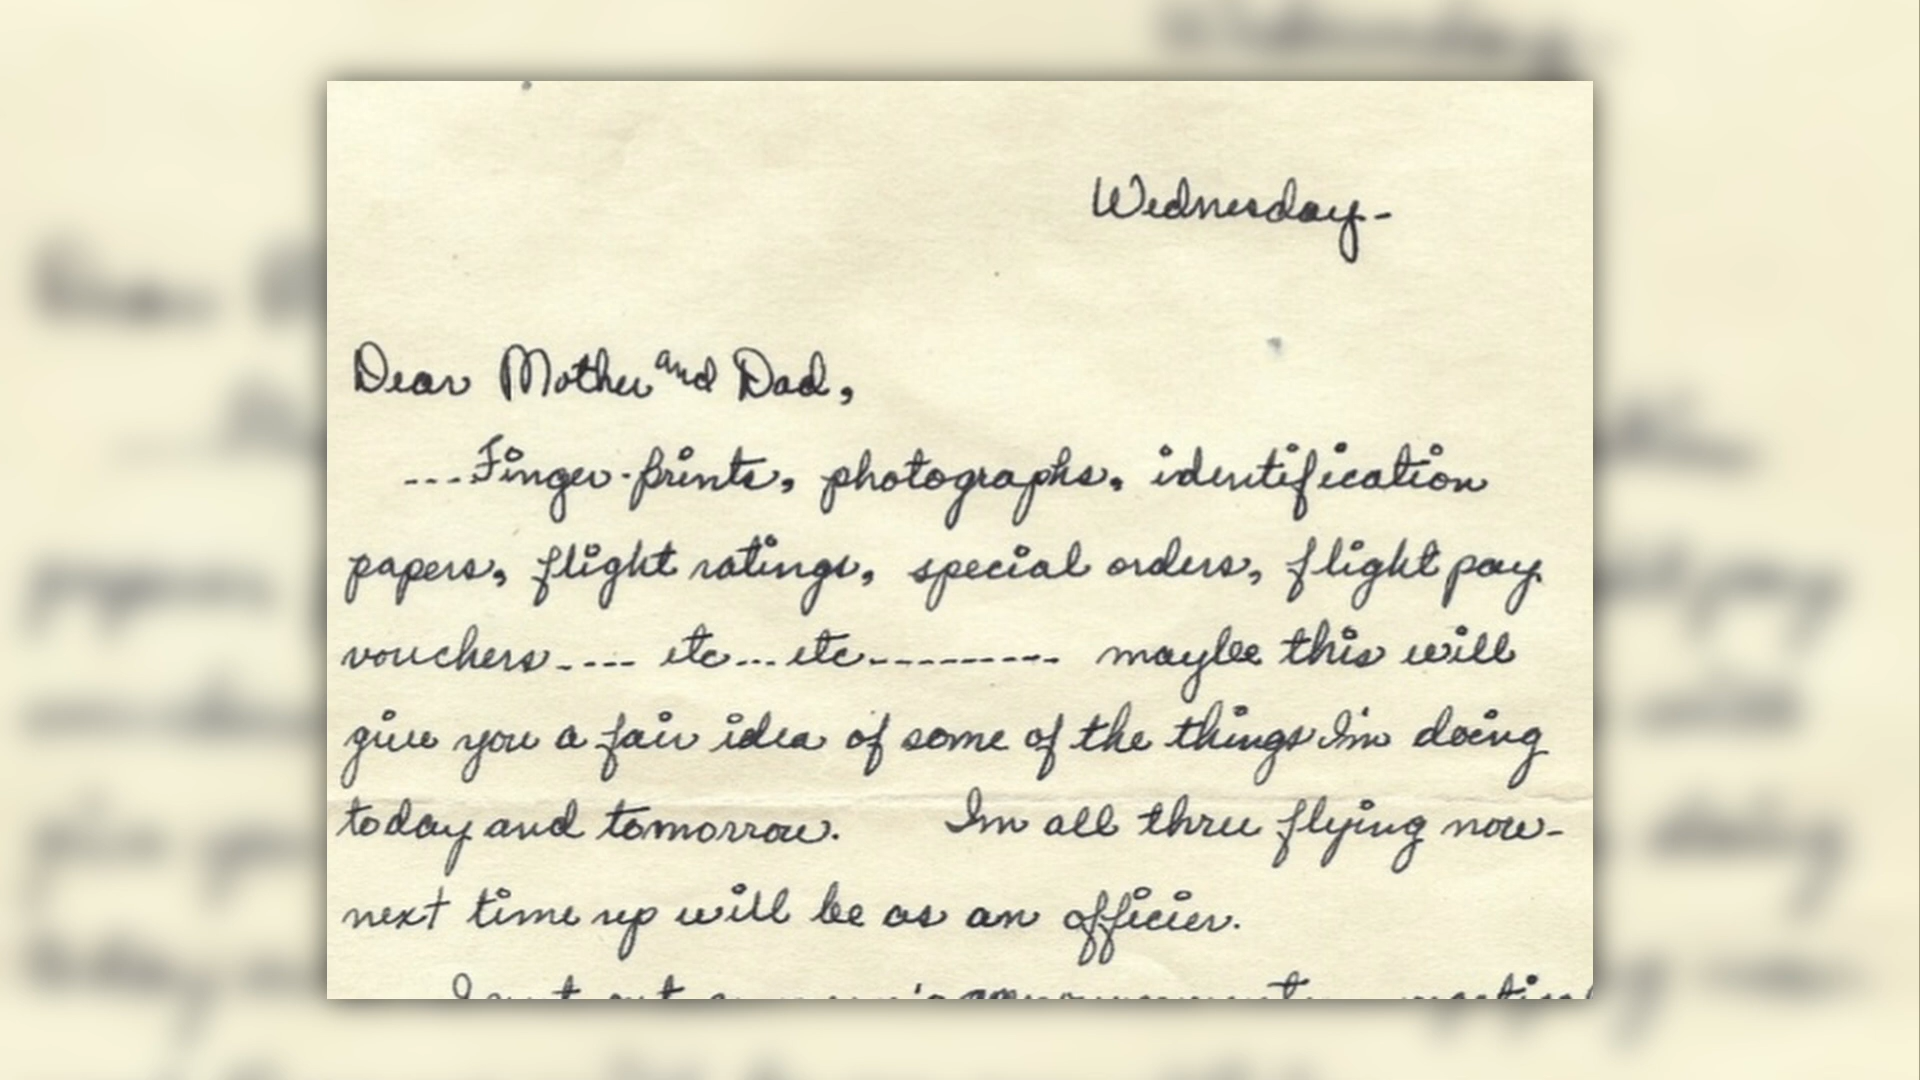 Wednesday-
Dear Mother and Dad,
----Finger-prints, photographs, identification
papers, flight ratings, special orders, flight pay
vouchers.---- etc...etc---------- maybe this will
give you a fair idea of some of the things I'm doing
today and tomorrow. Im all thru flying now-
next time up will be as an officier.